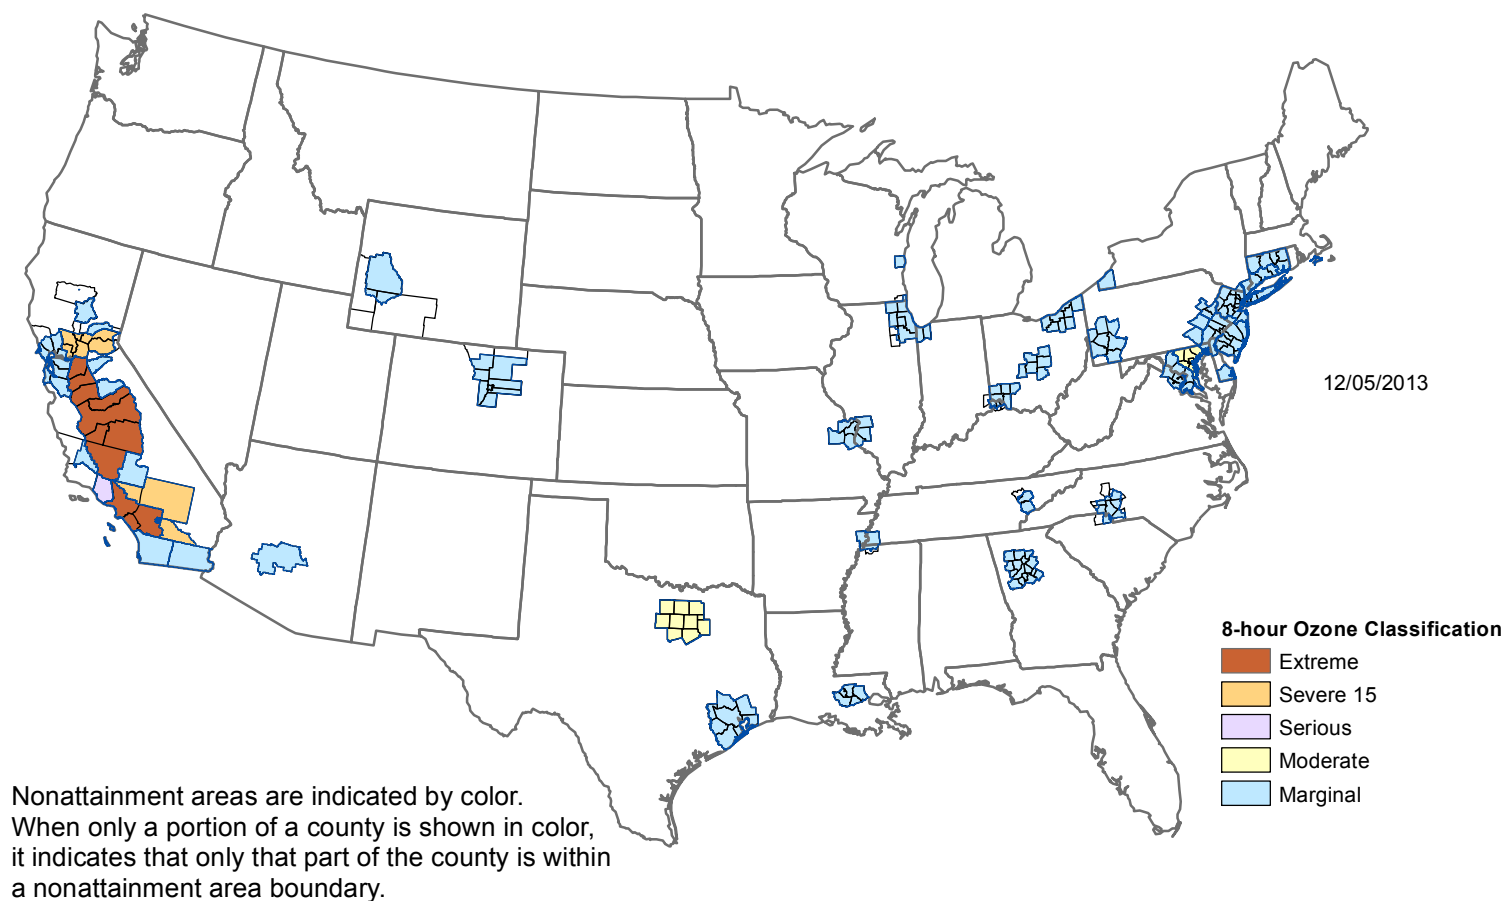 12/05/2013
8-hour Ozone Classification
Extreme
Severe 15
Serious
Moderate
Marginal
Nonattainment areas are indicated by color.
When only a portion of a county is shown in color,
it indicates that only that part of the county is within
a nonattainment area boundary.